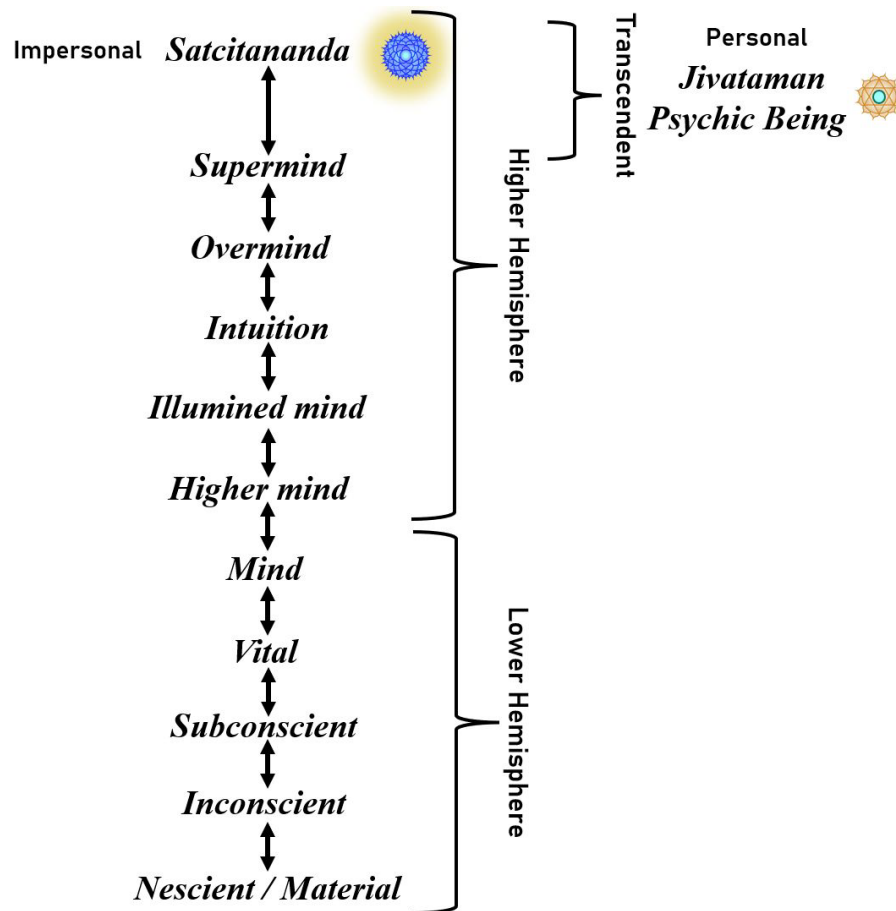 Impersonal
Satcitananda
Supermind
Overmind
Intuition
Illumined mind
Higher mind
Mind
Vital
Subconscient
Inconscient
Nescient / Material
Higher Hemisphere
Lower Hemisphere
Transcendent
Personal
Jivataman
Psychic Being